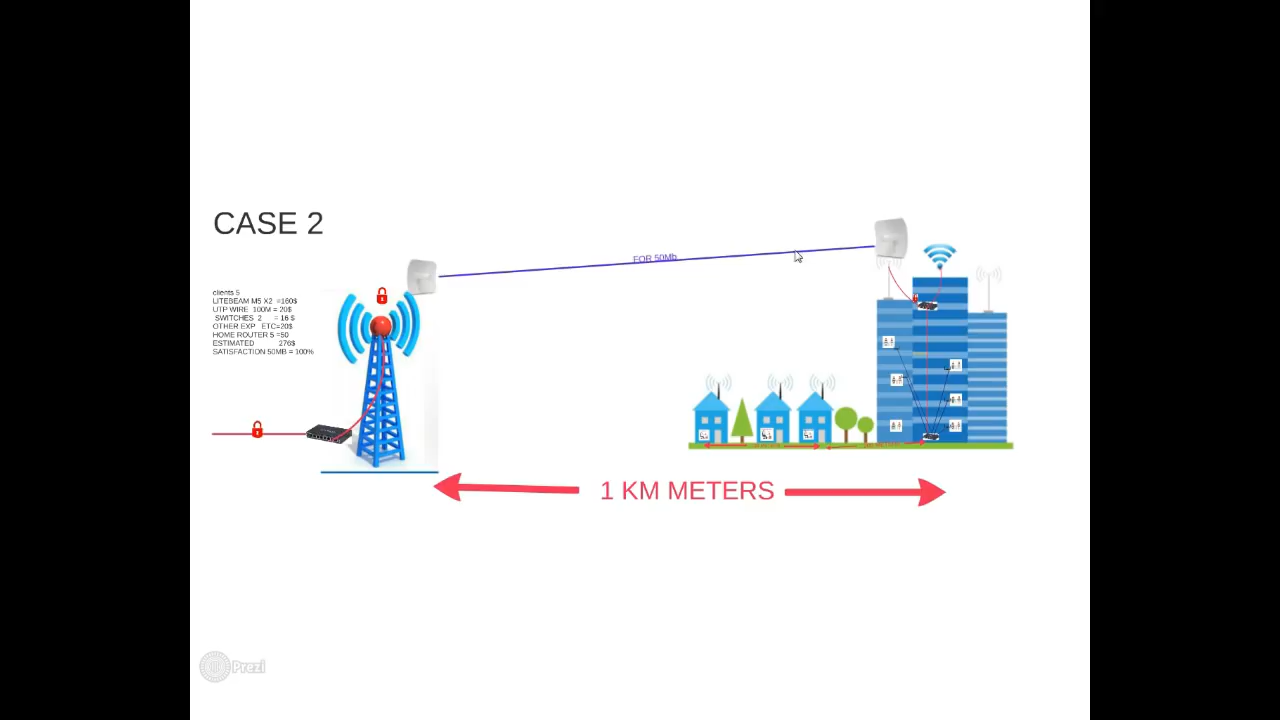 CASE 2
FOR 50Mb
clients 5
LITEBEAM M5 X2 =160$
UTP WIRE 100M = 20$
SWITCHES 2 = 16 $
OTHER EXP ETC=20$
HOME ROUTER 5 =50
ESTIMATED 276$
SATISFACTION 50MB = 100%
1 KM METERS
Prezi